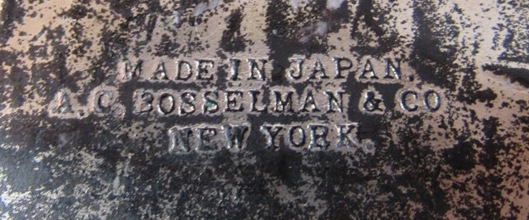 MADE IN JAPAN.
A. C. BOSSELMAN & CO
NEW YORK.